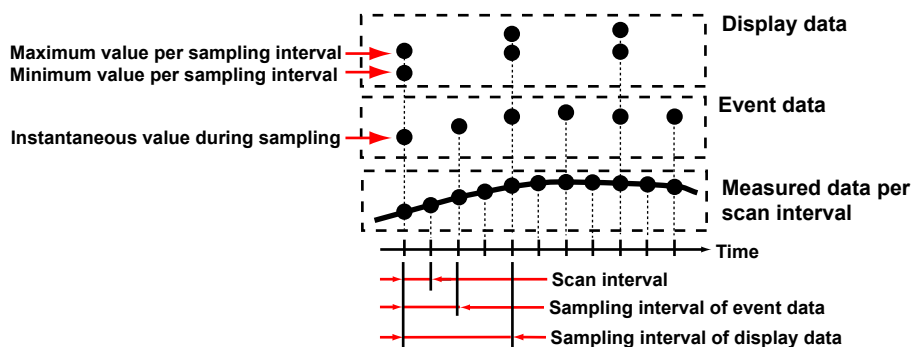 Display data
Maximum value per sampling interval
Minimum value per sampling interval
Event data
Instantaneous value during sampling
Measured data per
scan interval
Time
Scan interval
Sampling interval of event data
Sampling interval of display data